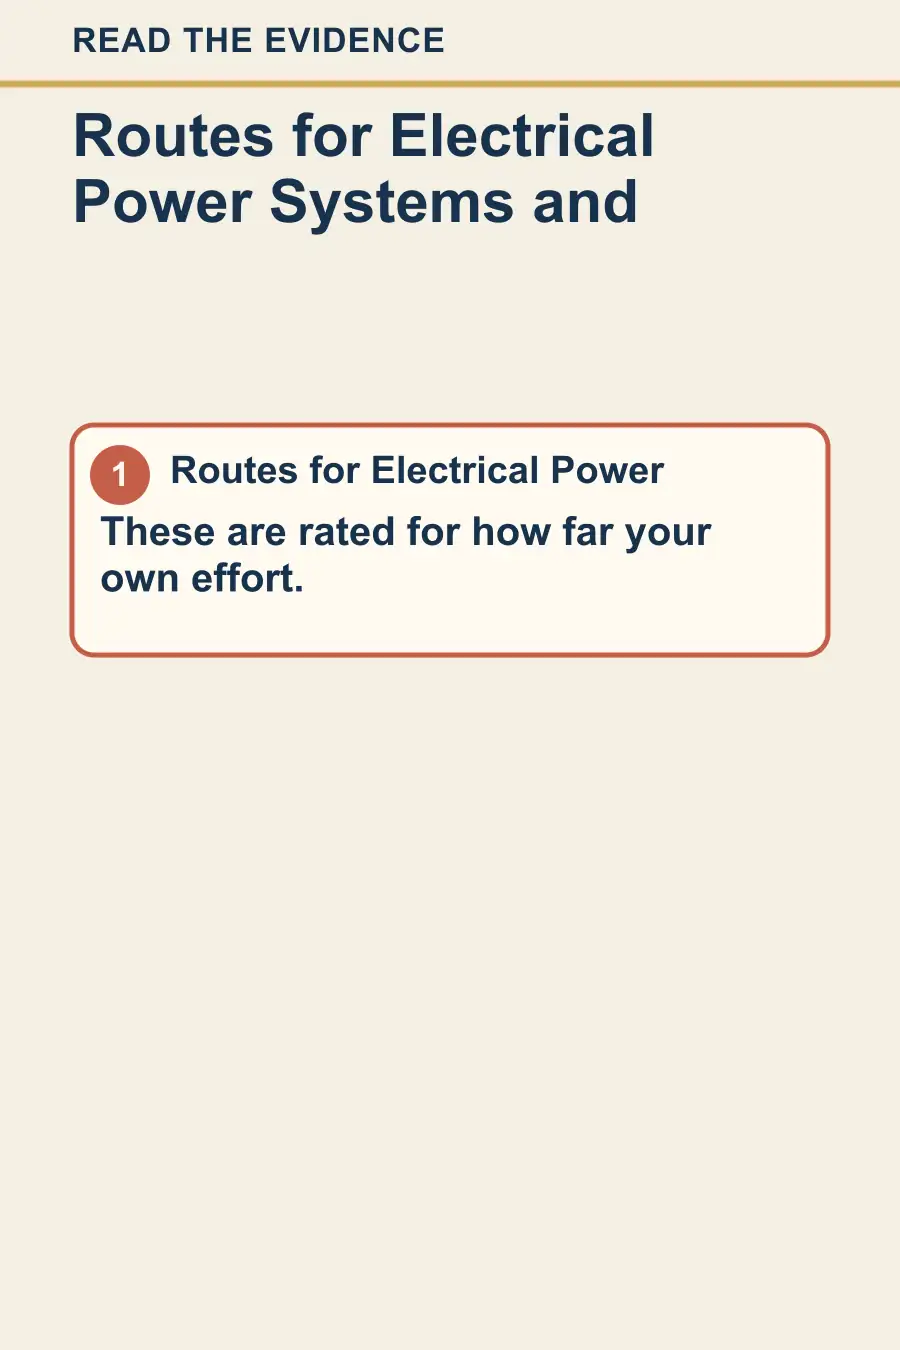 READ THE EVIDENCE
Routes for Electrical
Power Systems and
1 Routes for Electrical Power
These are rated for how far your
own effort.